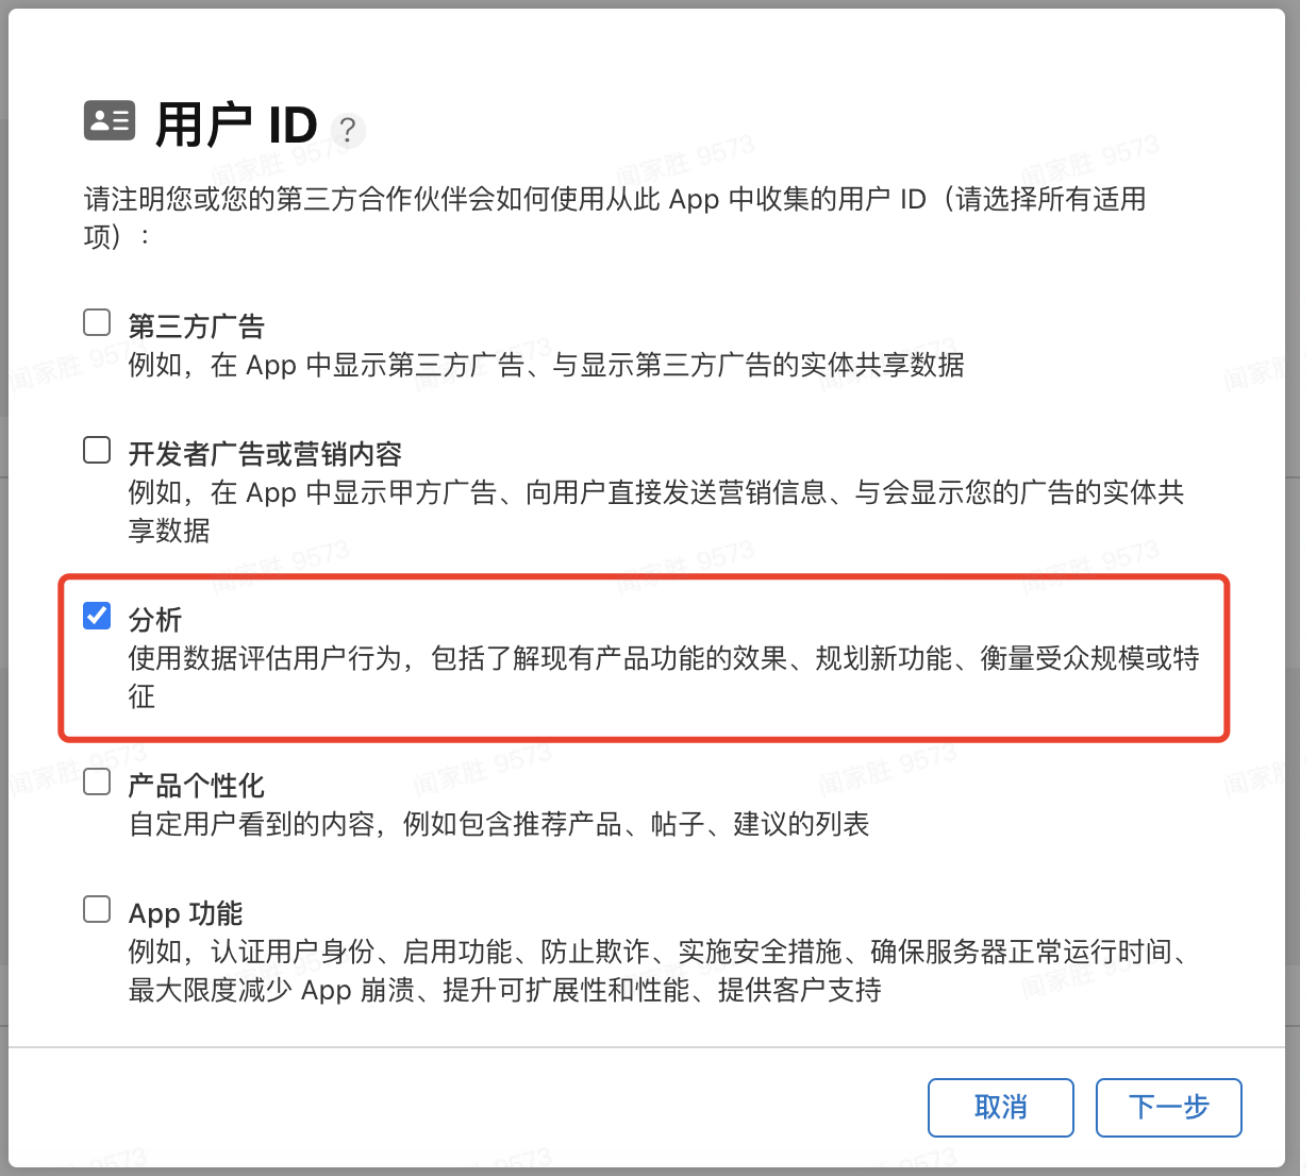 用户 ID ?
请注明您或您的第三方合作伙伴会如何使用从此 App 中收集的用户 ID（请选择所有适用
项）：
第三方广告
例如，在 App 中显示第三方广告、与显示第三方广告的实体共享数据
开发者广告或营销内容
例如，在 App 中显示甲方广告、向用户直接发送营销信息、与会显示您的广告的实体共
享数据
分析
使用数据评估用户行为，包括了解现有产品功能的效果、规划新功能、衡量受众规模或特
征
产品个性化
自定用户看到的内容，例如包含推荐产品、帖子、建议的列表
App 功能
例如，认证用户身份、启用功能、防止欺诈、实施安全措施、确保服务器正常运行时间、
最大限度减少 App 崩溃、提升可扩展性和性能、提供客户支持
取消
下一步
闻家胜 9573